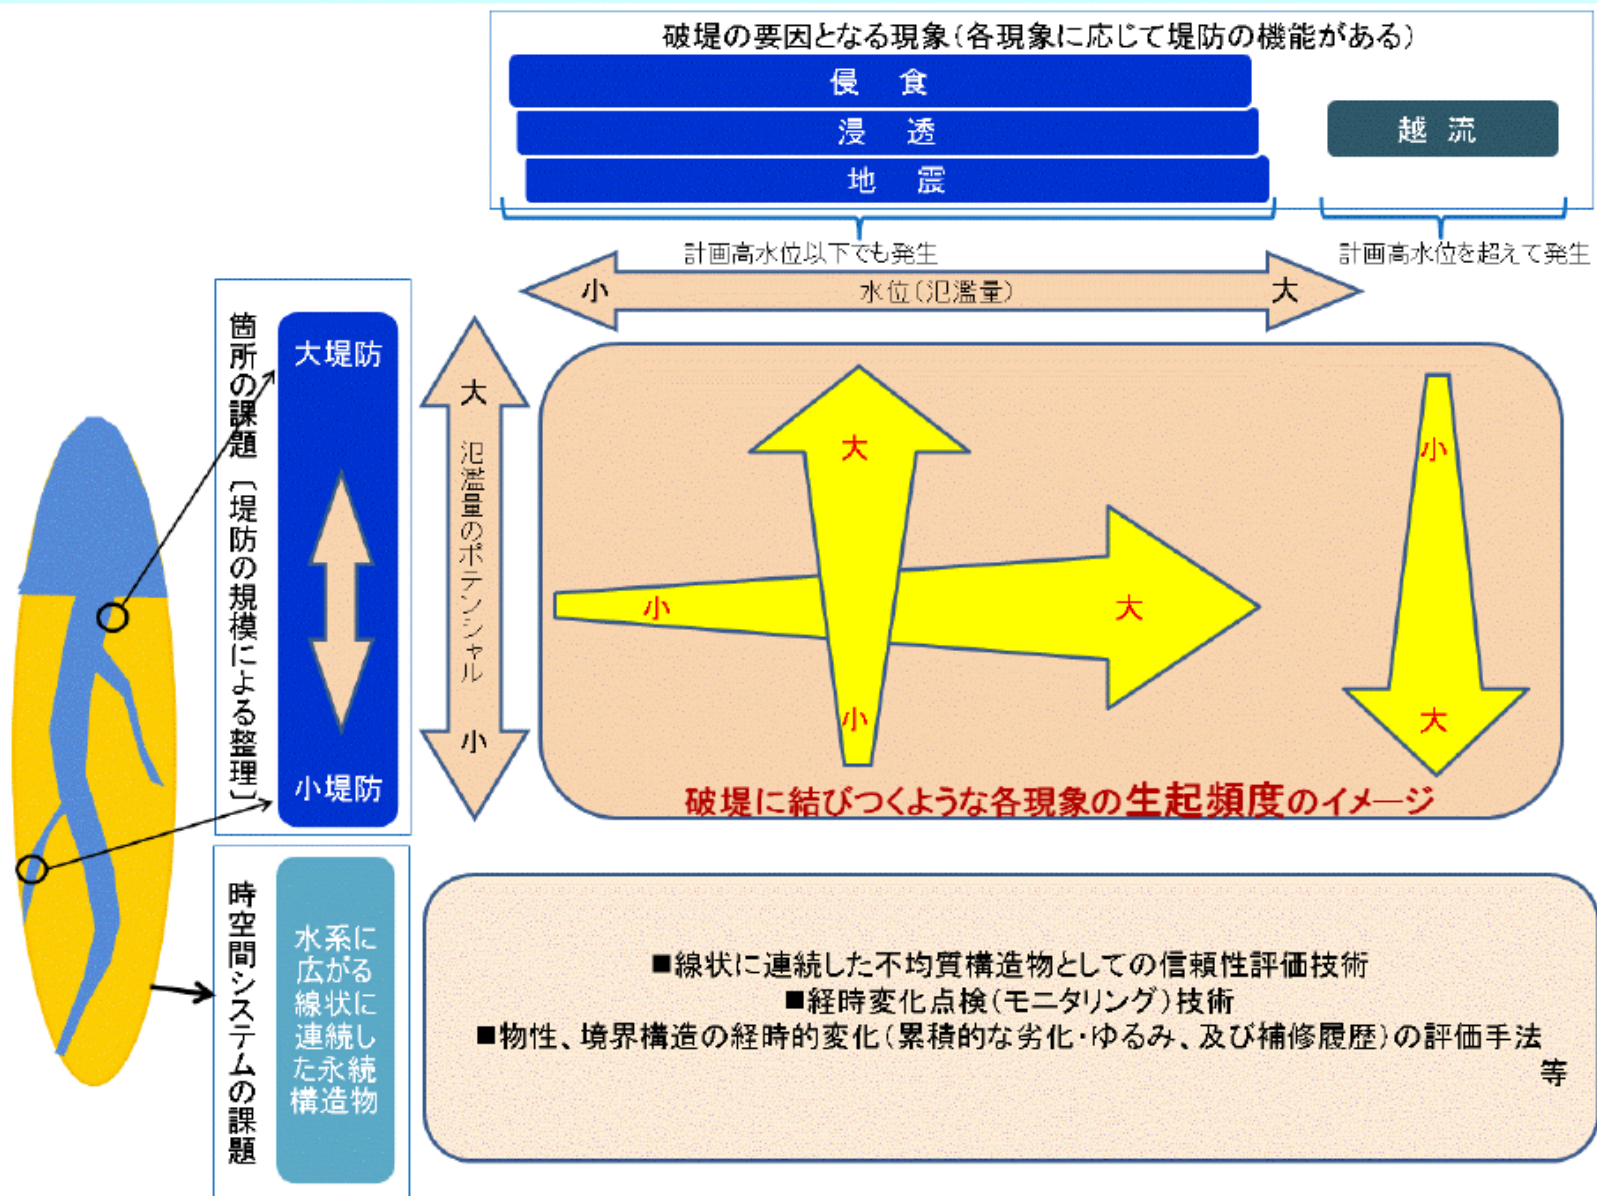 破堤の要因となる現象(各現象に応じて堤防の機能がある)
侵 食
浸 透
地 震
越 流
計画高水位以下でも発生
計画高水位を超えて発生
小
水位(氾濫量)
大
箇所の課題〔堤防の規模による整理〕
大堤防
小堤防
大
氾濫量のポテンシャル
小
大
小
小
大
小
大
破堤に結びつくような各現象の生起頻度のイメージ
時空間システムの課題
水系に
広がる
線状に
連続し
た永続
構造物
■線状に連続した不均質構造物としての信頼性評価技術
■経時変化点検(モニタリング)技術
■物性、境界構造の経時的変化(累積的な劣化・ゆるみ、及び補修履歴)の評価手法
等